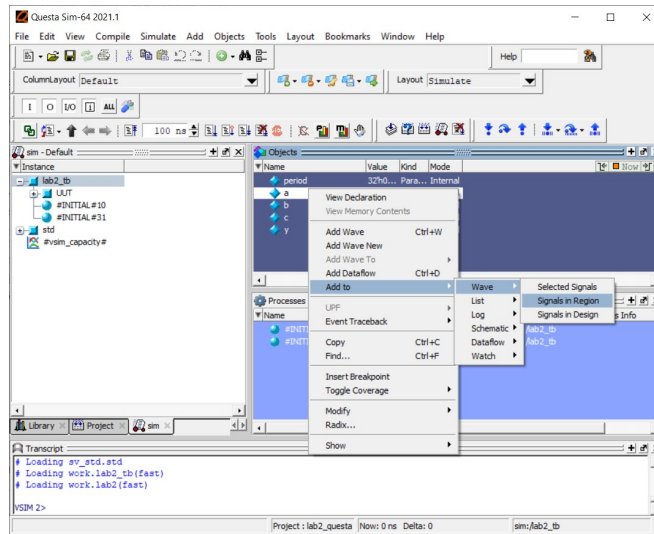 Questa Sim-64 2021.1
File Edit View Compile Simulate Add Objects Tools Layout Bookmarks Window Help
Help
ColumnLayout Default
Layout Simulate
I O I/O ALL
100 ns
sim - Default
Instance
lab2_tb
UUT
#INITIAL#10
#INITIAL#31
std
#vsim_capacity#
Objects
Name Value Kind Mode
Now
period 32'h0... Para... Internal
a
b
c
y
View Declaration
View Memory Contents
Add Wave Ctrl+W
Add Wave New
Add Wave To
Add Dataflow Ctrl+D
Add to
UPF
Event Traceback
Copy Ctrl+C
Find... Ctrl+F
Insert Breakpoint
Toggle Coverage
Modify
Radix...
Show
Wave
List
Log
Schematic
Dataflow
Watch
Selected Signals
Signals in Region
Signals in Design
Processes
Name
s Info
#INITI
/lab2_tb
#INITI
/lab2_tb
Library Project sim
Transcript
# Loading sv_std.std
# Loading work.lab2_tb(fast)
# Loading work.lab2(fast)
VSIM 2>
Project : lab2_questa Now: 0 ns Delta: 0 sim:/lab2_tb